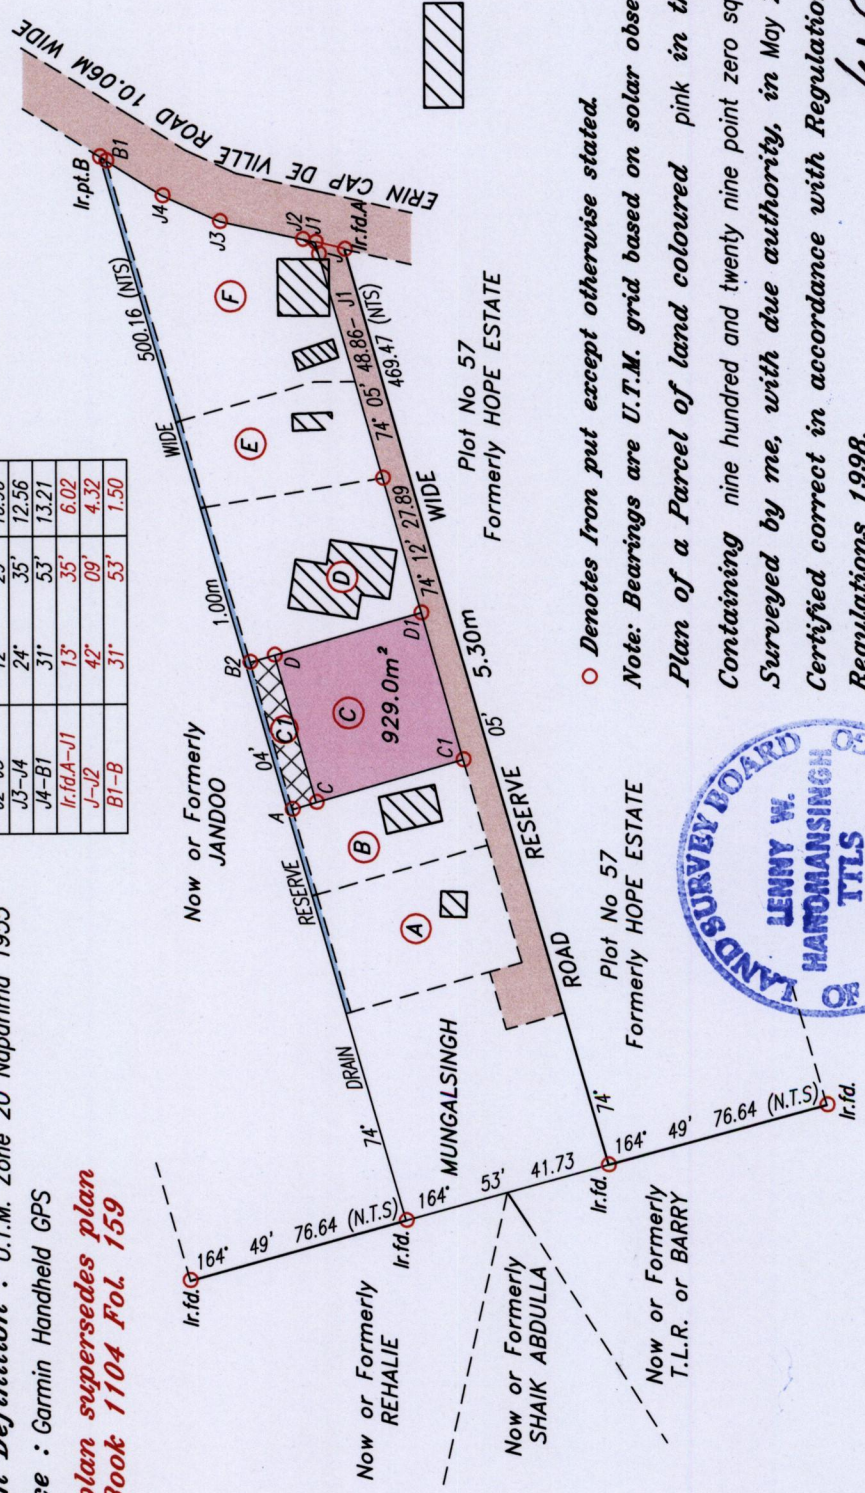 n Definition : U.T.M. Zone 20 Naparima 1955
ce : Garmin Handheld GPS
plan supersedes plan
Book 1104 Fol. 159
J3-J4 24° 35' 12.56
J4-B1 31° 53' 13.21
Ir.fd.A-J1 13° 35' 6.02
J-J2 42° 09' 4.32
B1-B 31° 53' 1.50
Now or Formerly
JANDOO
ERIN CAP DE VILLE ROAD 10.06M WIDE
Ir.pt.B
B1
J4
J3
J2
J1
J
Ir.fd.A
74° DRAIN RESERVE 04' 1.00m WIDE 500.16 (NTS)
A
B2
C1
C
D
C
929.0m²
C1
D1
A
B
D
E
F
74° 12' 27.89
74° 05' 48.86- J1
469.47 (NTS)
74° ROAD RESERVE 05' 5.30m WIDE
Plot No 57
Formerly HOPE ESTATE
Plot No 57
Formerly HOPE ESTATE
MUNGALSINGH
Ir.fd.
164° 49' 76.64 (N.T.S)
Ir.fd.
164° 53' 41.73
Ir.fd.
164° 49' 76.64 (N.T.S)
Ir.fd.
Now or Formerly
REHALIE
Now or Formerly
SHAIK ABDULLA
Now or Formerly
T.L.R. or BARRY
Denotes Iron put except otherwise stated.
Note: Bearings are U.T.M. grid based on solar obse
Plan of a Parcel of land coloured pink in th
Containing nine hundred and twenty nine point zero sq
Surveyed by me, with due authority, in May
Certified correct in accordance with Regulation
Regulations 1998.
LAND SURVEY BOARD
LENNY W.
HANOMANSINGH
TTLS
OF